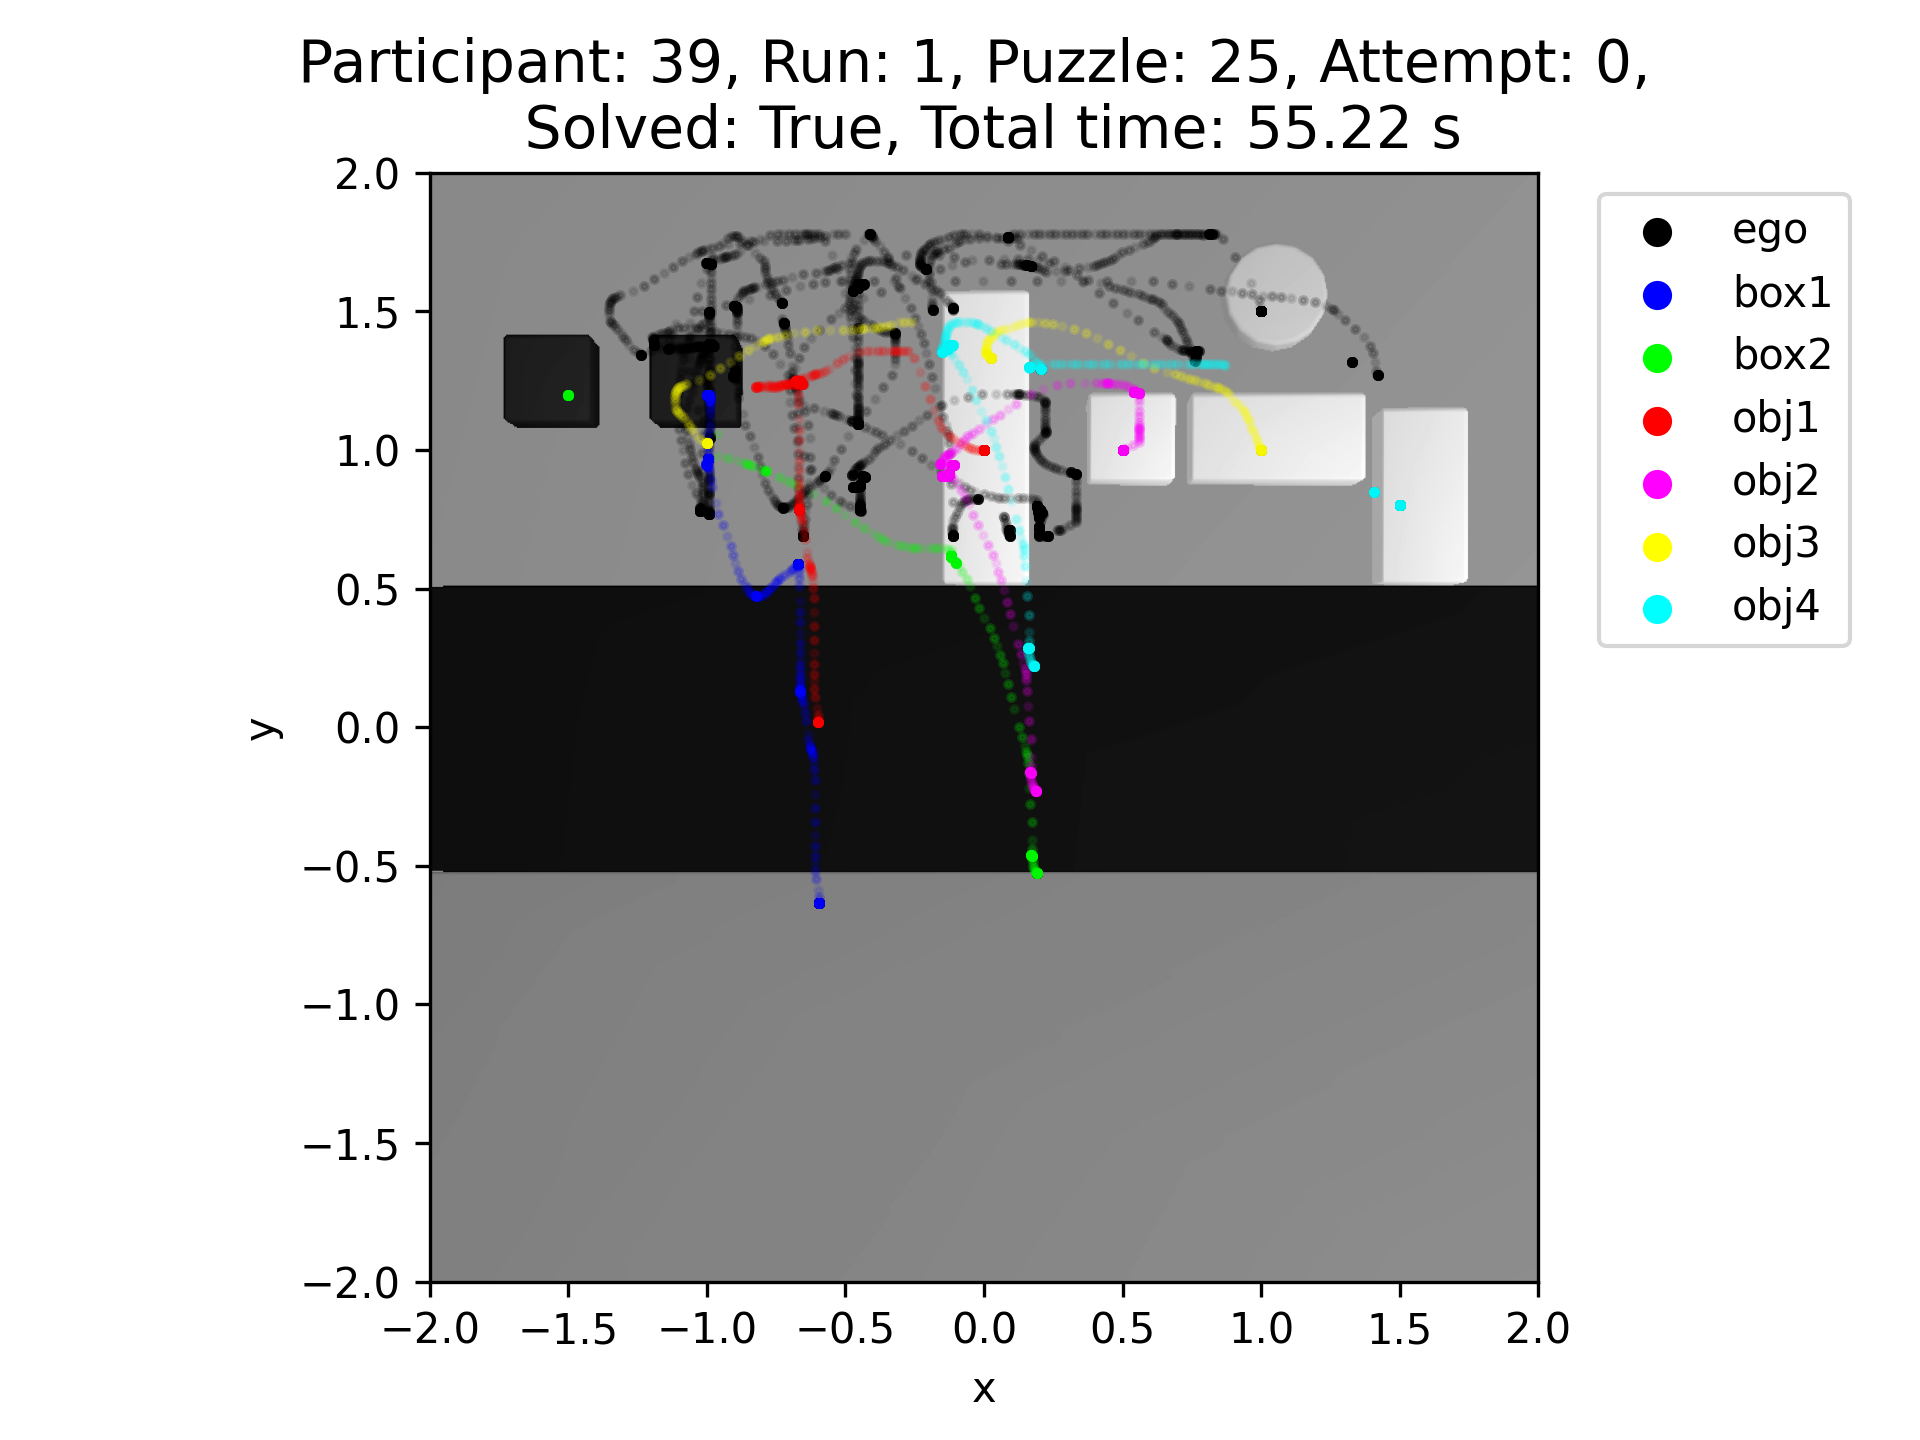 Participant: 39, Run: 1, Puzzle: 25, Attempt: 0,
Solved: True, Total time: 55.22 s
2.0
1.5
1.0
0.5
0.0
−0.5
−1.0
−1.5
−2.0
y
−2.0 −1.5 −1.0 −0.5 0.0 0.5 1.0 1.5 2.0
x
ego
box1
box2
obj1
obj2
obj3
obj4